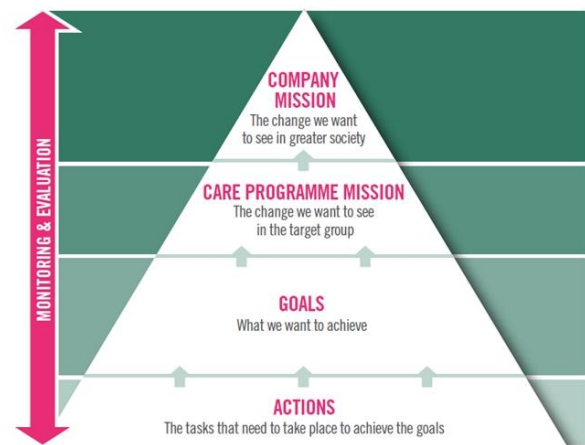 COMPANY
MISSION
The change we want
to see in greater society
CARE PROGRAMME MISSION
The change we want to see
in the target group
GOALS
What we want to achieve
ACTIONS
The tasks that need to take place to achieve the goals
MONITORING & EVALUATION